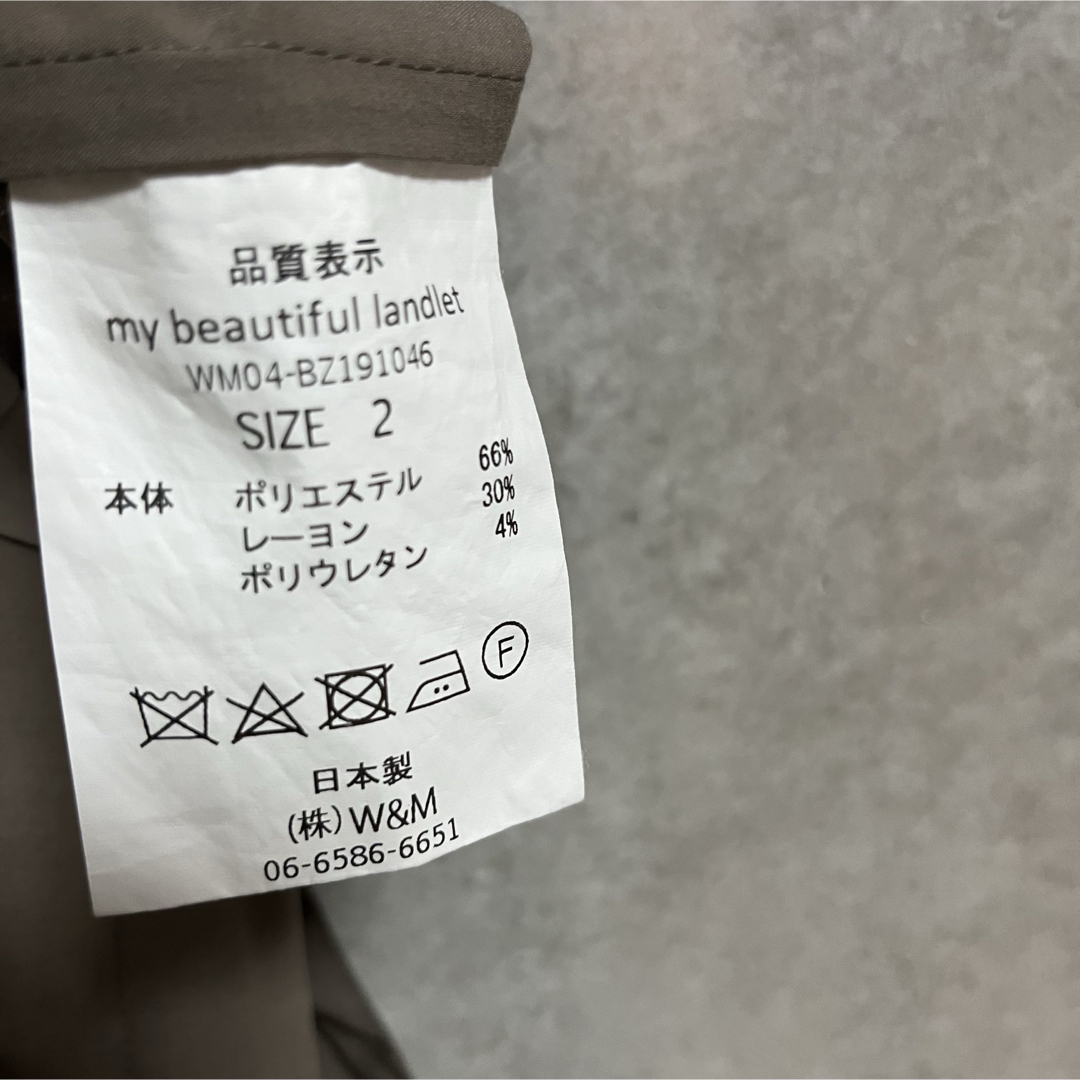 品質表示
my beautiful landlet
WM04-BZ191046
SIZE 2
本体 ポリエステル 66%
レーヨン 30%
ポリウレタン 4%
F
日本製
(株)W&M
06-6586-6651